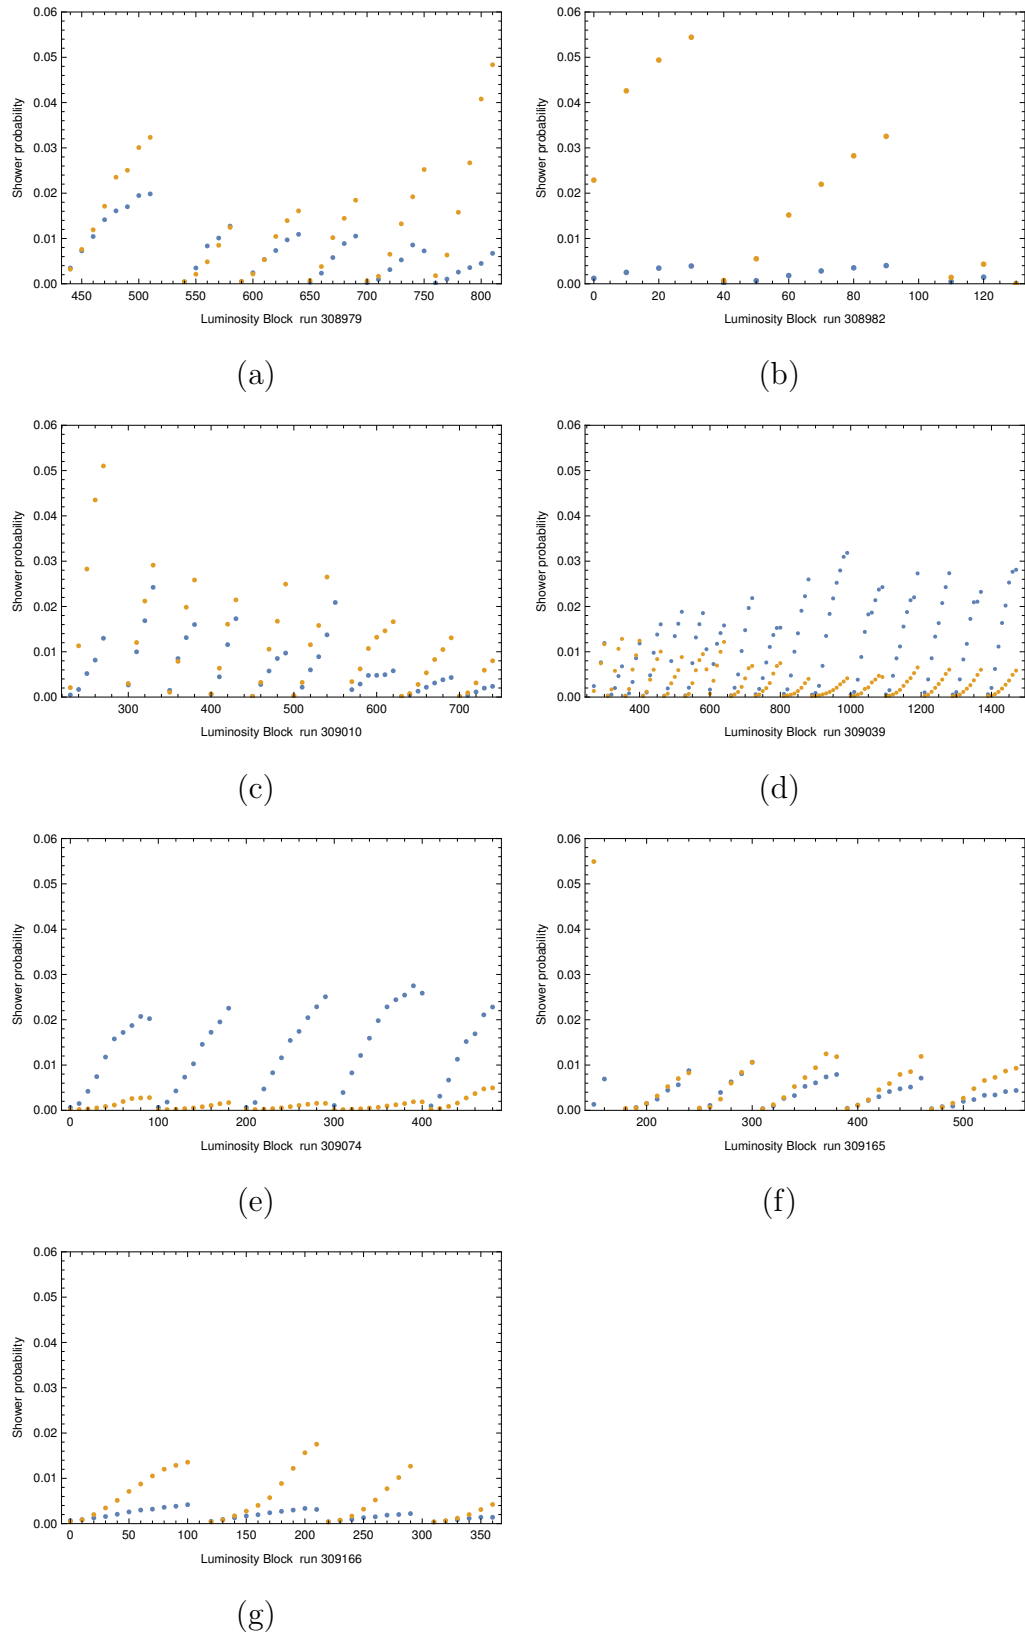 0.06
0.05
0.04
0.03
0.02
0.01
0.00
Shower probability
450 500 550 600 650 700 750 800
Luminosity Block run 308979
(a)
0.06
0.05
0.04
0.03
0.02
0.01
0.00
Shower probability
0 20 40 60 80 100 120
Luminosity Block run 308982
(b)
0.06
0.05
0.04
0.03
0.02
0.01
0.00
Shower probability
300 400 500 600 700
Luminosity Block run 309010
(c)
0.06
0.05
0.04
0.03
0.02
0.01
0.00
Shower probability
400 600 800 1000 1200 1400
Luminosity Block run 309039
(d)
0.06
0.05
0.04
0.03
0.02
0.01
0.00
Shower probability
0 100 200 300 400
Luminosity Block run 309074
(e)
0.06
0.05
0.04
0.03
0.02
0.01
0.00
Shower probability
200 300 400 500
Luminosity Block run 309165
(f)
0.06
0.05
0.04
0.03
0.02
0.01
0.00
Shower probability
0 50 100 150 200 250 300 350
Luminosity Block run 309166
(g)